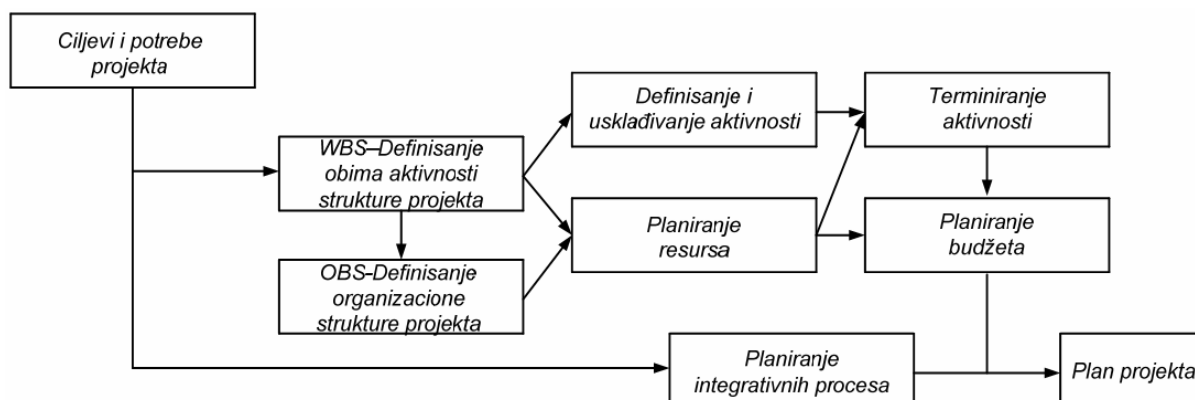 Ciljevi i potrebe
projekta
WBS–Definisanje
obima aktivnosti
strukture projekta
OBS-Definisanje
organizacione
strukture projekta
Definisanje i
usklađivanje aktivnosti
Planiranje
resursa
Terminiranje
aktivnosti
Planiranje
budžeta
Planiranje
integrativnih procesa
Plan projekta